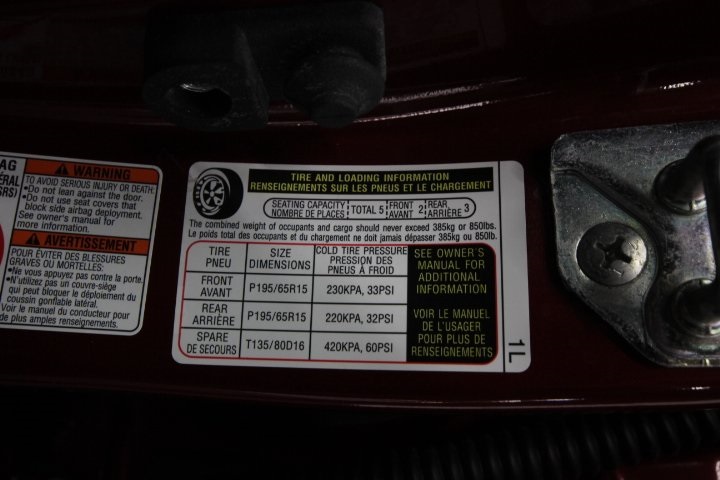 AG
ÉRAL
SRS)
WARNING
TO AVOID SERIOUS INJURY OR DEATH:
•Do not lean against the door.
•Do not use seat covers that
block side airbag deployment.
See owner's manual for
more information.
AVERTISSEMENT
POUR ÉVITER DES BLESSURES
GRAVES OU MORTELLES:
•Ne vous appuyez pas contre la porte.
•N'utilizez pas un couvre-siège
qui peut bloquer le déploiement du
coussin gonflable latéral.
Voir le manuel du conducteur pour
de plus amples renseignements.
TIRE AND LOADING INFORMATION
RENSEIGNEMENTS SUR LES PNEUS ET LE CHARGEMENT
SEATING CAPACITY
NOMBRE DE PLACES
TOTAL 5
FRONT
AVANT
2
REAR
ARRIÈRE
3
The combined weight of occupants and cargo should never exceed 385kg or 850lbs.
Le poids total des occupants et du chargement ne doit jamais dépasser 385kg ou 850lb.
TIRE
PNEU
SIZE
DIMENSIONS
COLD TIRE PRESSURE
PRESSION DES
PNEUS À FROID
FRONT
AVANT
P195/65R15
230KPA, 33PSI
REAR
ARRIÈRE
P195/65R15
220KPA, 32PSI
SPARE
DE SECOURS
T135/80D16
420KPA, 60PSI
SEE OWNER'S
MANUAL FOR
ADDITIONAL
INFORMATION
VOIR LE MANUEL
DE L'USAGER
POUR PLUS DE
RENSEIGNEMENTS
1L